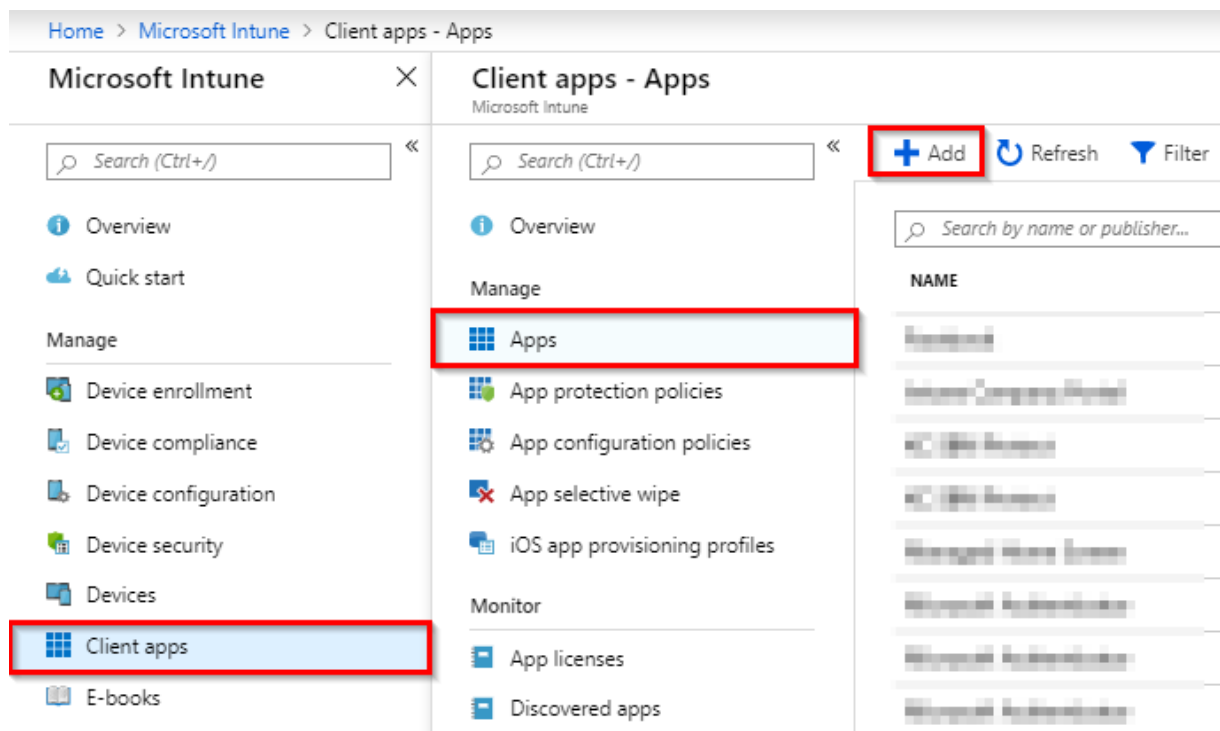 Home > Microsoft Intune > Client apps - Apps
Microsoft Intune
Search (Ctrl+/)
Overview
Quick start
Manage
Device enrollment
Device compliance
Device configuration
Device security
Devices
Client apps
E-books
Client apps - Apps
Microsoft Intune
Search (Ctrl+/)
Overview
Manage
Apps
App protection policies
App configuration policies
App selective wipe
iOS app provisioning profiles
Monitor
App licenses
Discovered apps
Add Refresh Filter
Search by name or publisher...
NAME